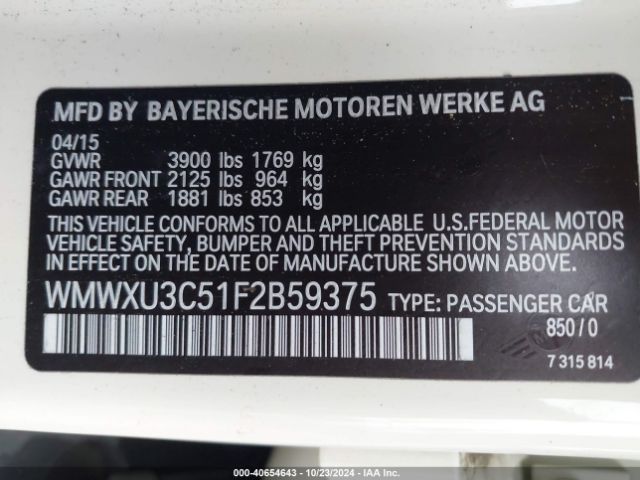 MFD BY BAYERISCHE MOTOREN WERKE AG
04/15
GVWR 3900 lbs 1769 kg
GAWR FRONT 2125 lbs 964 kg
GAWR REAR 1881 lbs 853 kg
THIS VEHICLE CONFORMS TO ALL APPLICABLE U.S.FEDERAL MOTOR
VEHICLE SAFETY, BUMPER AND THEFT PREVENTION STANDARDS
IN EFFECT ON THE DATE OF MANUFACTURE SHOWN ABOVE.
WMWXU3C51F2B59375 TYPE: PASSENGER CAR
850/0
7 315 814
000-40654643 | 10/23/2024 - IAA, Inc.